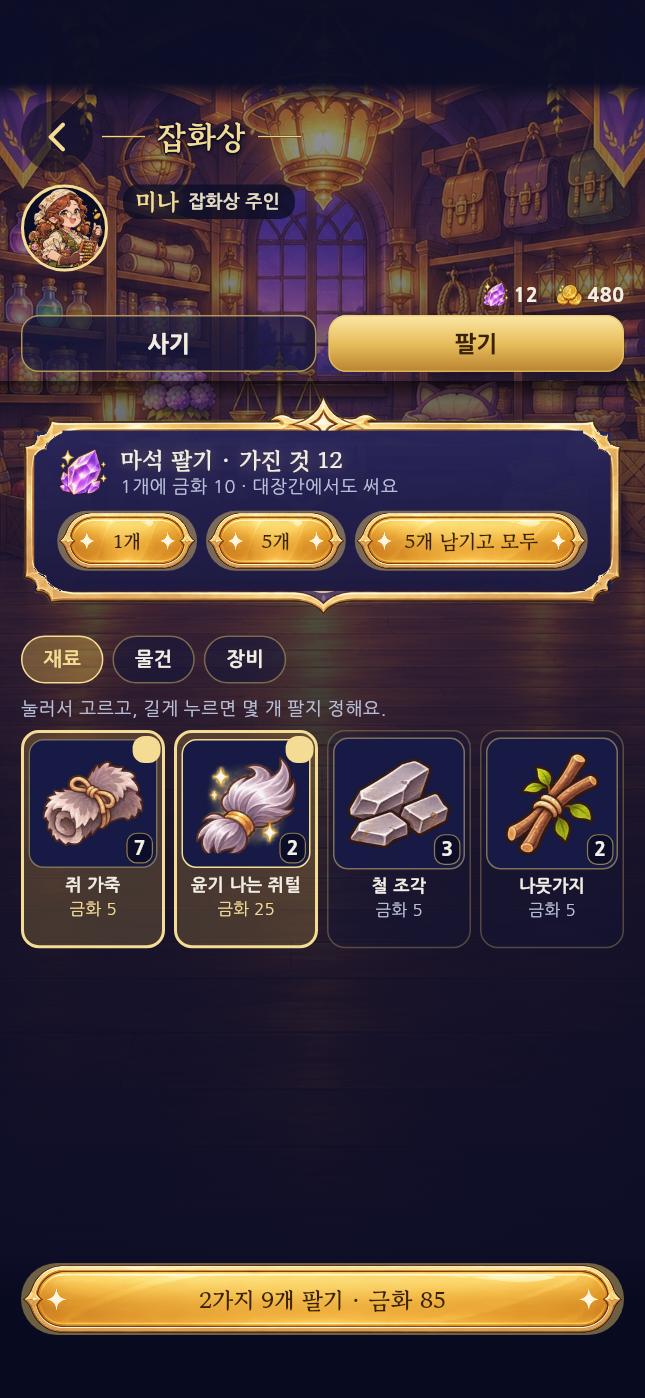 잡화상
미나 잡화상 주인
12 480
사기 팔기
마석 팔기 · 가진 것 12
1개에 금화 10 · 대장간에서도 써요
1개 5개 5개 남기고 모두
재료 물건 장비
눌러서 고르고, 길게 누르면 몇 개 팔지 정해요.
7 2 3 2
쥐 가죽 윤기 나는 쥐털 철 조각 나뭇가지
금화 5 금화 25 금화 5 금화 5
2가지 9개 팔기 · 금화 85